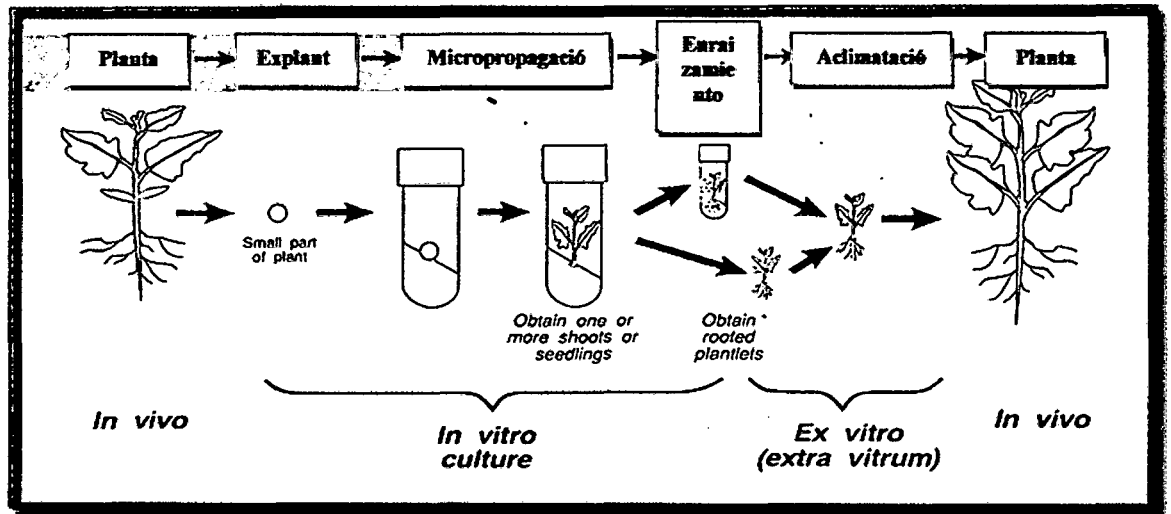 Planta
Explant
Micropropagació
Enrai
zamie
nto
Aclimatació
Planta
Small part
of plant
Obtain one or
more shoots or
seedlings
Obtain
rooted
plantlets
In vivo
In vitro
culture
Ex vitro
(extra vitrum)
In vivo